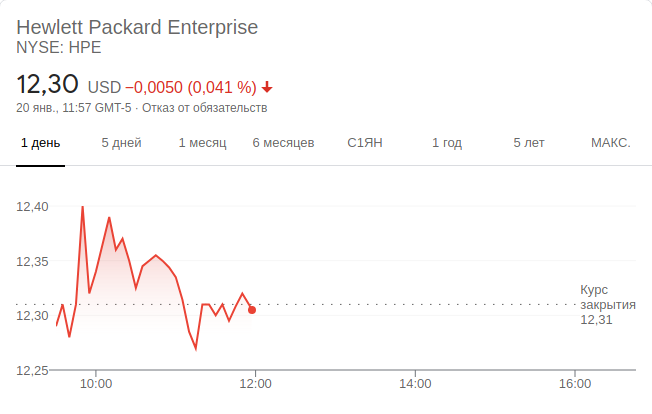 Hewlett Packard Enterprise
NYSE: HPE
12,30 USD −0,0050 (0,041 %)
20 янв., 11:57 GMT-5 · Отказ от обязательств
1 день 5 дней 1 месяц 6 месяцев С1ЯН 1 год 5 лет МАКС.
12,40
12,35
Курс
закрытия
12,31
12,30
12,25
10:00 12:00 14:00 16:00